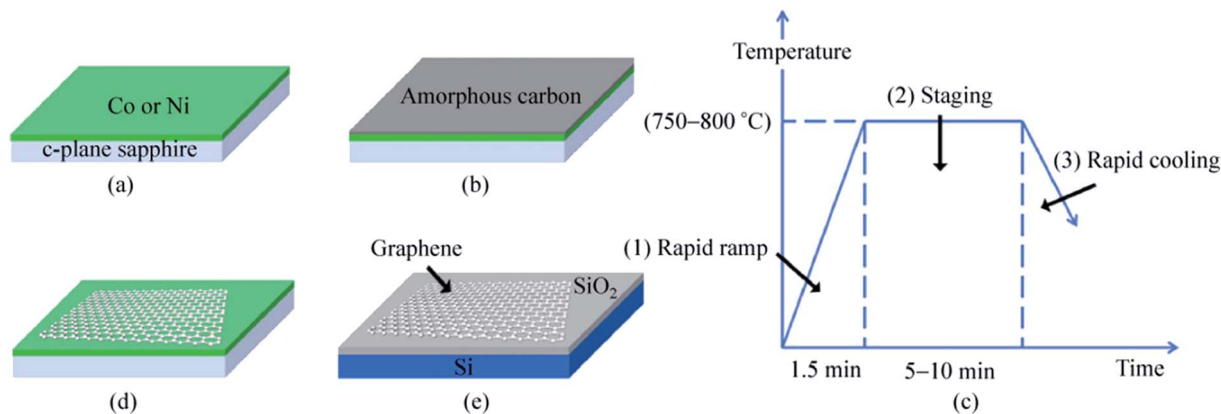 Co or Ni
c-plane sapphire
(a)
Amorphous carbon
(b)
Temperature
(750–800 °C)
(2) Staging
(3) Rapid cooling
(1) Rapid ramp
1.5 min
5–10 min
Time
(c)
(d)
Graphene
SiO₂
Si
(e)